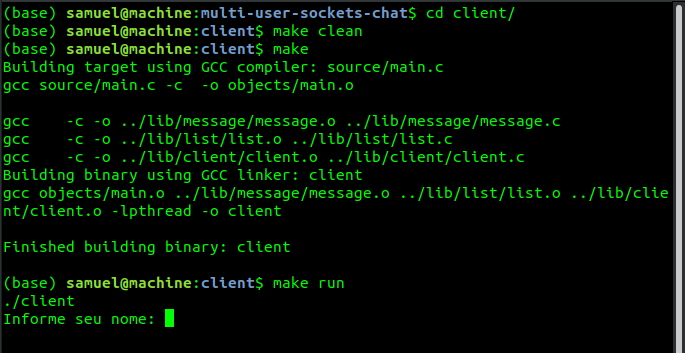 (base) samuel@machine:multi-user-sockets-chat$ cd client/
(base) samuel@machine:client$ make clean
(base) samuel@machine:client$ make
Building target using GCC compiler: source/main.c
gcc source/main.c -c  -o objects/main.o
gcc    -c -o ../lib/message/message.o ../lib/message/message.c
gcc    -c -o ../lib/list/list.o ../lib/list/list.c
gcc    -c -o ../lib/client/client.o ../lib/client/client.c
Building binary using GCC linker: client
gcc objects/main.o ../lib/message/message.o ../lib/list/list.o ../lib/clie
nt/client.o -lpthread -o client
Finished building binary: client
(base) samuel@machine:client$ make run
./client
Informe seu nome: